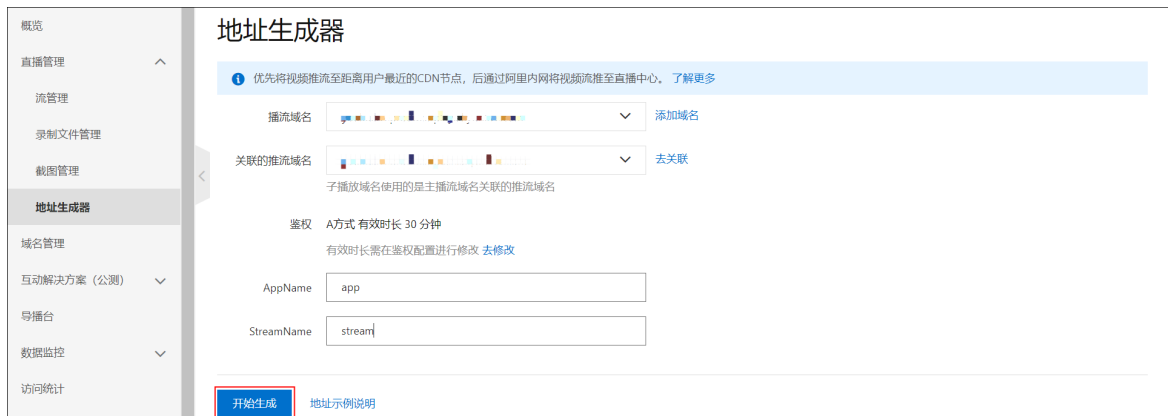 概览
直播管理
流管理
录制文件管理
截图管理
地址生成器
域名管理
互动解决方案（公测）
导播台
数据监控
访问统计
地址生成器
优先将视频推流至距离用户最近的CDN节点，后通过阿里内网将视频流推至直播中心。 了解更多
播流域名 添加域名
关联的推流域名 去关联
子播放域名使用的是主播流域名关联的推流域名
鉴权 A方式 有效时长 30 分钟
有效时长需在鉴权配置进行修改 去修改
AppName app
StreamName stream
开始生成 地址示例说明